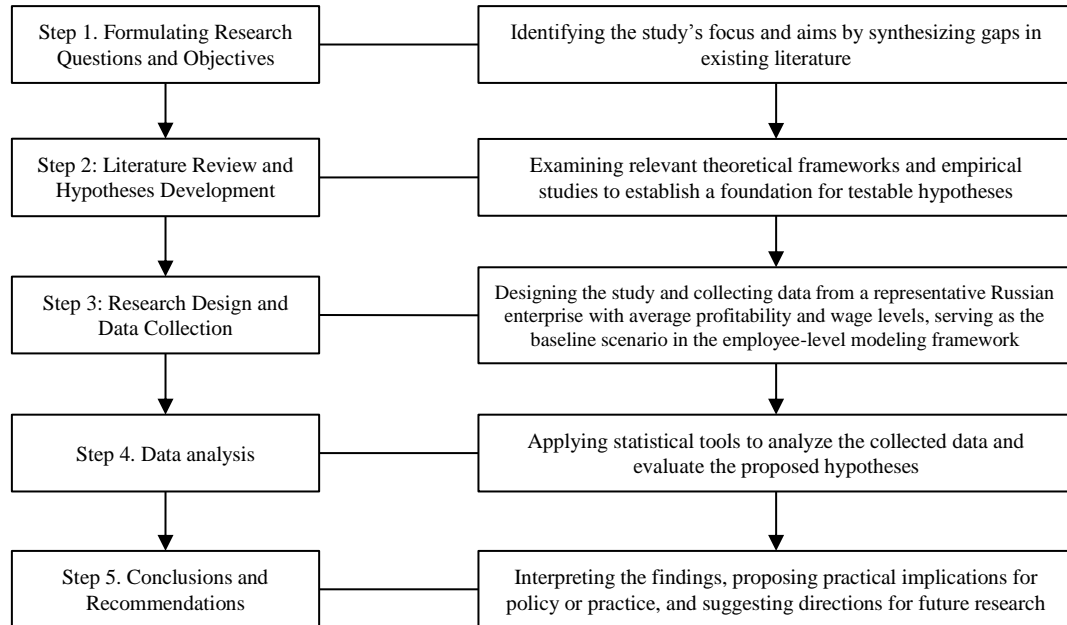 Step 1. Formulating Research
Questions and Objectives
Identifying the study’s focus and aims by synthesizing gaps in
existing literature
Step 2: Literature Review and
Hypotheses Development
Examining relevant theoretical frameworks and empirical
studies to establish a foundation for testable hypotheses
Step 3: Research Design and
Data Collection
Designing the study and collecting data from a representative Russian
enterprise with average profitability and wage levels, serving as the
baseline scenario in the employee-level modeling framework
Step 4. Data analysis
Applying statistical tools to analyze the collected data and
evaluate the proposed hypotheses
Step 5. Conclusions and
Recommendations
Interpreting the findings, proposing practical implications for
policy or practice, and suggesting directions for future research